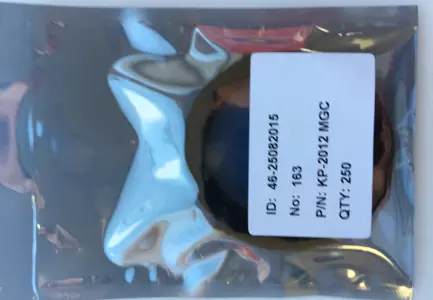 ID: 46-25082015
No: 163
P/N: KP-2012 MGC
QTY: 250